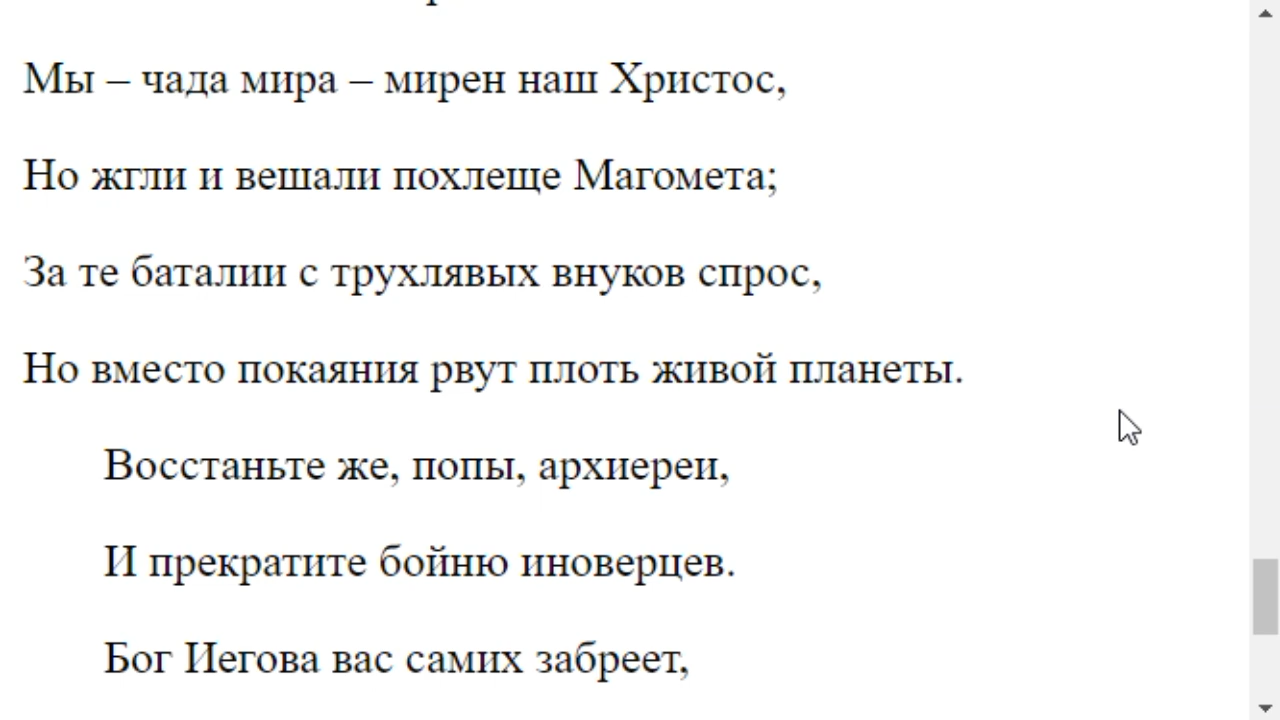 Мы – чада мира – мирен наш Христос,
Но жгли и вешали похлеще Магомета;
За те баталии с трухлявых внуков спрос,
Но вместо покаяния рвут плоть живой планеты.
Восстаньте же, попы, архиереи,
И прекратите бойню иноверцев.
Бог Иегова вас самих забреет,